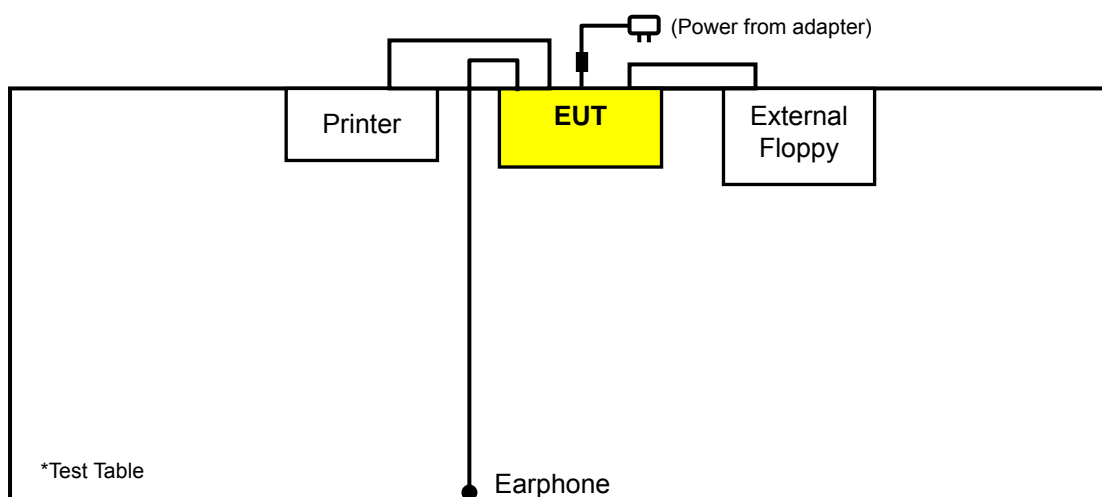 (Power from adapter)
Printer
EUT
External
Floppy
*Test Table
Earphone